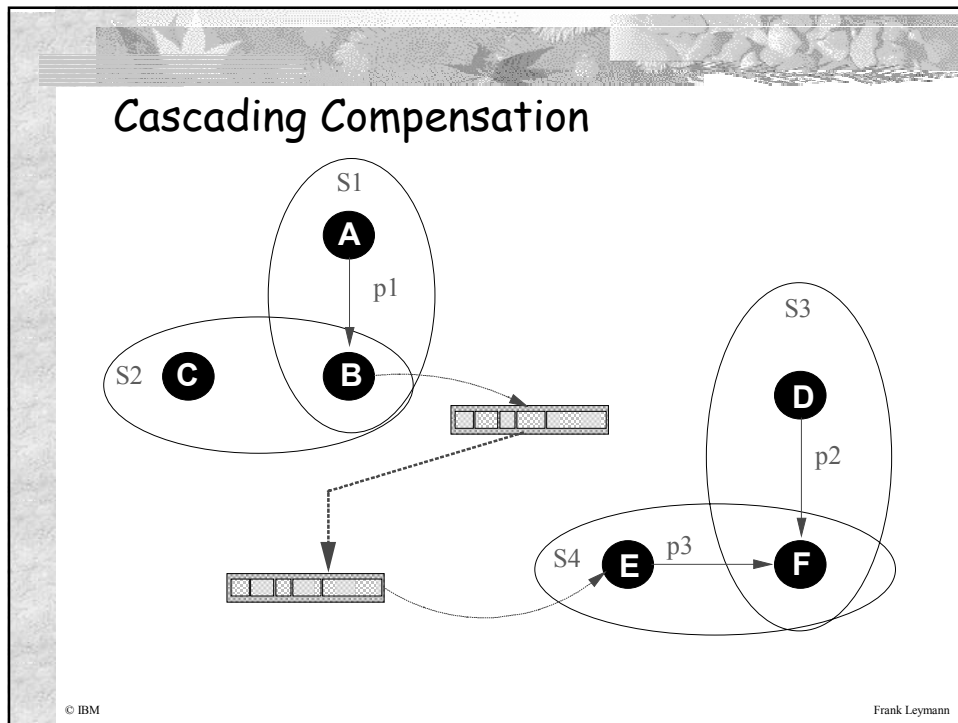 Cascading Compensation
S1
A
p1
S3
S2
C
B
D
p2
S4
E
p3
F
© IBM
Frank Leymann